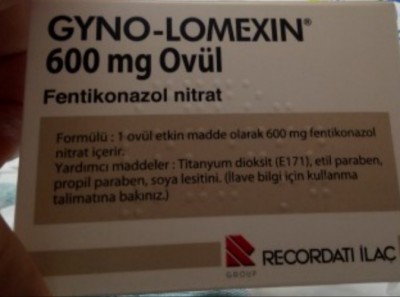 GYNO-LOMEXIN®
600 mg Ovül
Fentikonazol nitrat
Formülü : 1 ovül etkin madde olarak 600 mg fentikonazol
nitrat içerir.
Yardımcı maddeler : Titanyum dioksit (E171), etil paraben,
propil paraben, soya lesitini. (İlave bilgi için kullanma
talimatına bakınız.)
RECORDATI İLAÇ
GROUP